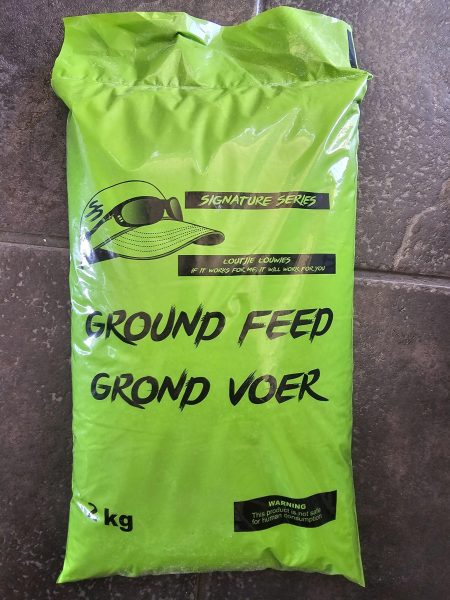 SIGNATURE SERIES
LOUTJIE LOUWIES
IF IT WORKS FOR ME, IT WILL WORK FOR YOU
GROUND FEED
GROND VOER
2 kg
WARNING
This product is not safe
for human consumption